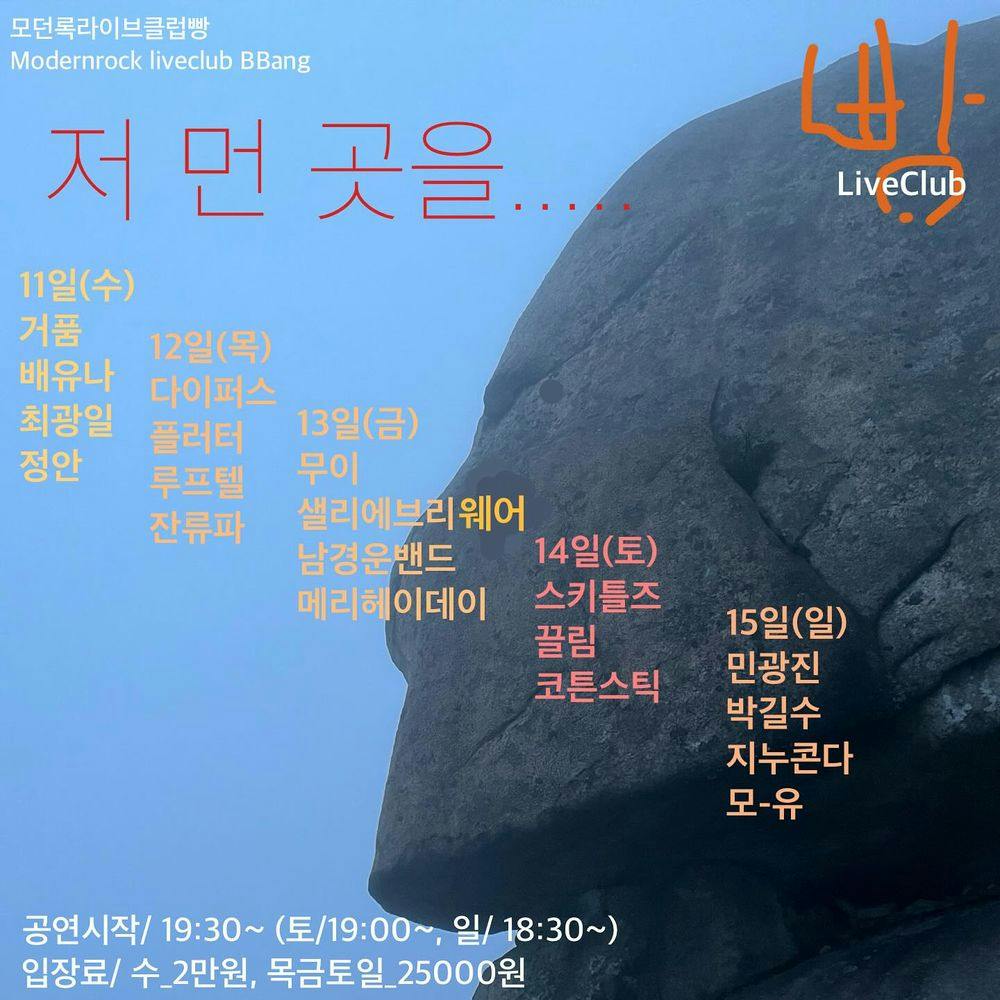 모던록라이브클럽빵
Modernrock liveclub BBang
빵
LiveClub
저 먼 곳을.....
11일(수)
거품
배유나
최광일
정안
12일(목)
다이퍼스
플러터
루프텔
잔류파
13일(금)
무이
샐리에브리웨어
남경운밴드
메리헤이데이
14일(토)
스키틀즈
끌림
코튼스틱
15일(일)
민광진
박길수
지누콘다
모-유
공연시작/ 19:30~ (토/19:00~, 일/ 18:30~)
입장료/ 수_2만원, 목금토일_25000원